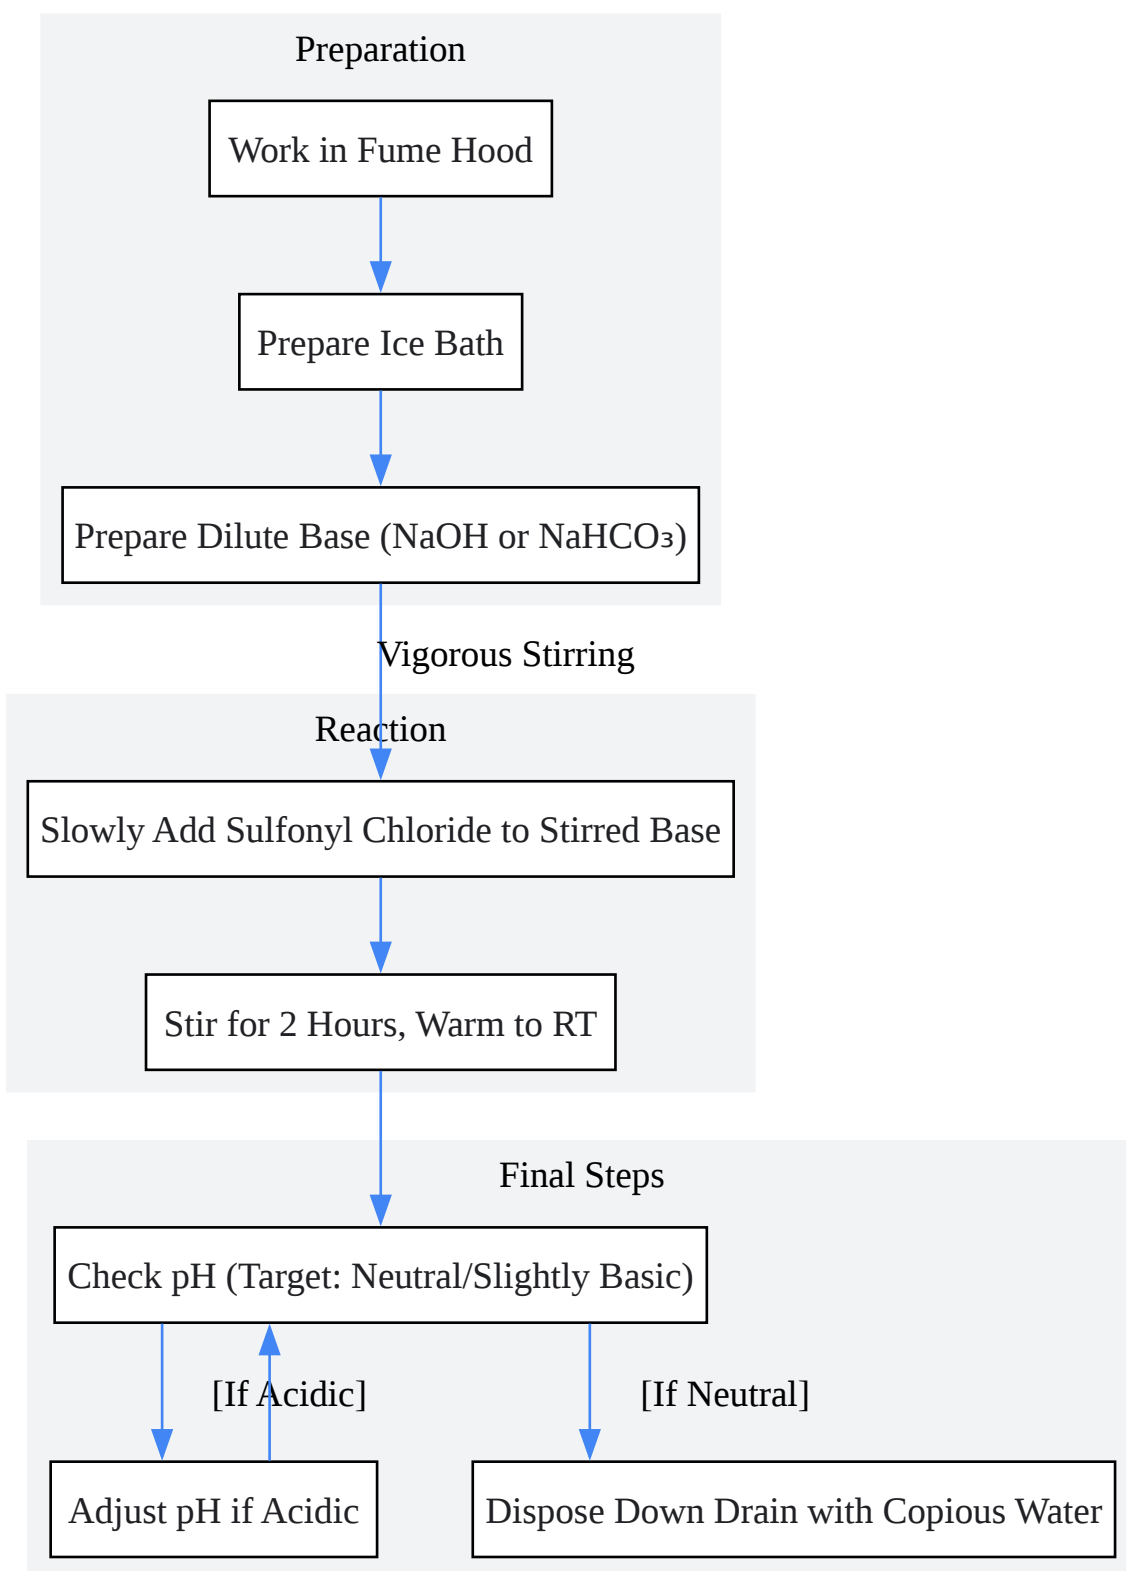 Preparation
Work in Fume Hood
Prepare Ice Bath
Prepare Dilute Base (NaOH or NaHCO₃)
Vigorous Stirring
Reaction
Slowly Add Sulfonyl Chloride to Stirred Base
Stir for 2 Hours, Warm to RT
Final Steps
Check pH (Target: Neutral/Slightly Basic)
[If Acidic]
[If Neutral]
Adjust pH if Acidic
Dispose Down Drain with Copious Water